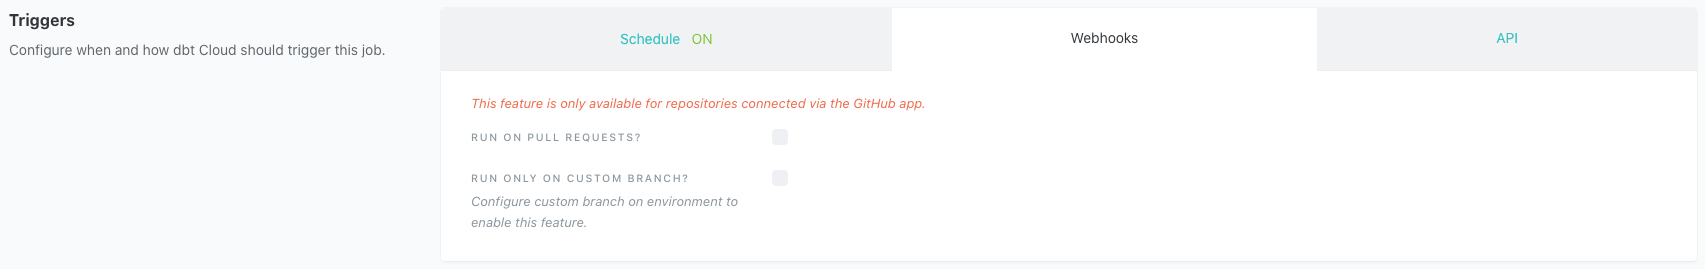 Triggers
Configure when and how dbt Cloud should trigger this job.
Schedule ON
Webhooks
API
This feature is only available for repositories connected via the GitHub app.
RUN ON PULL REQUESTS?
RUN ONLY ON CUSTOM BRANCH?
Configure custom branch on environment to
enable this feature.